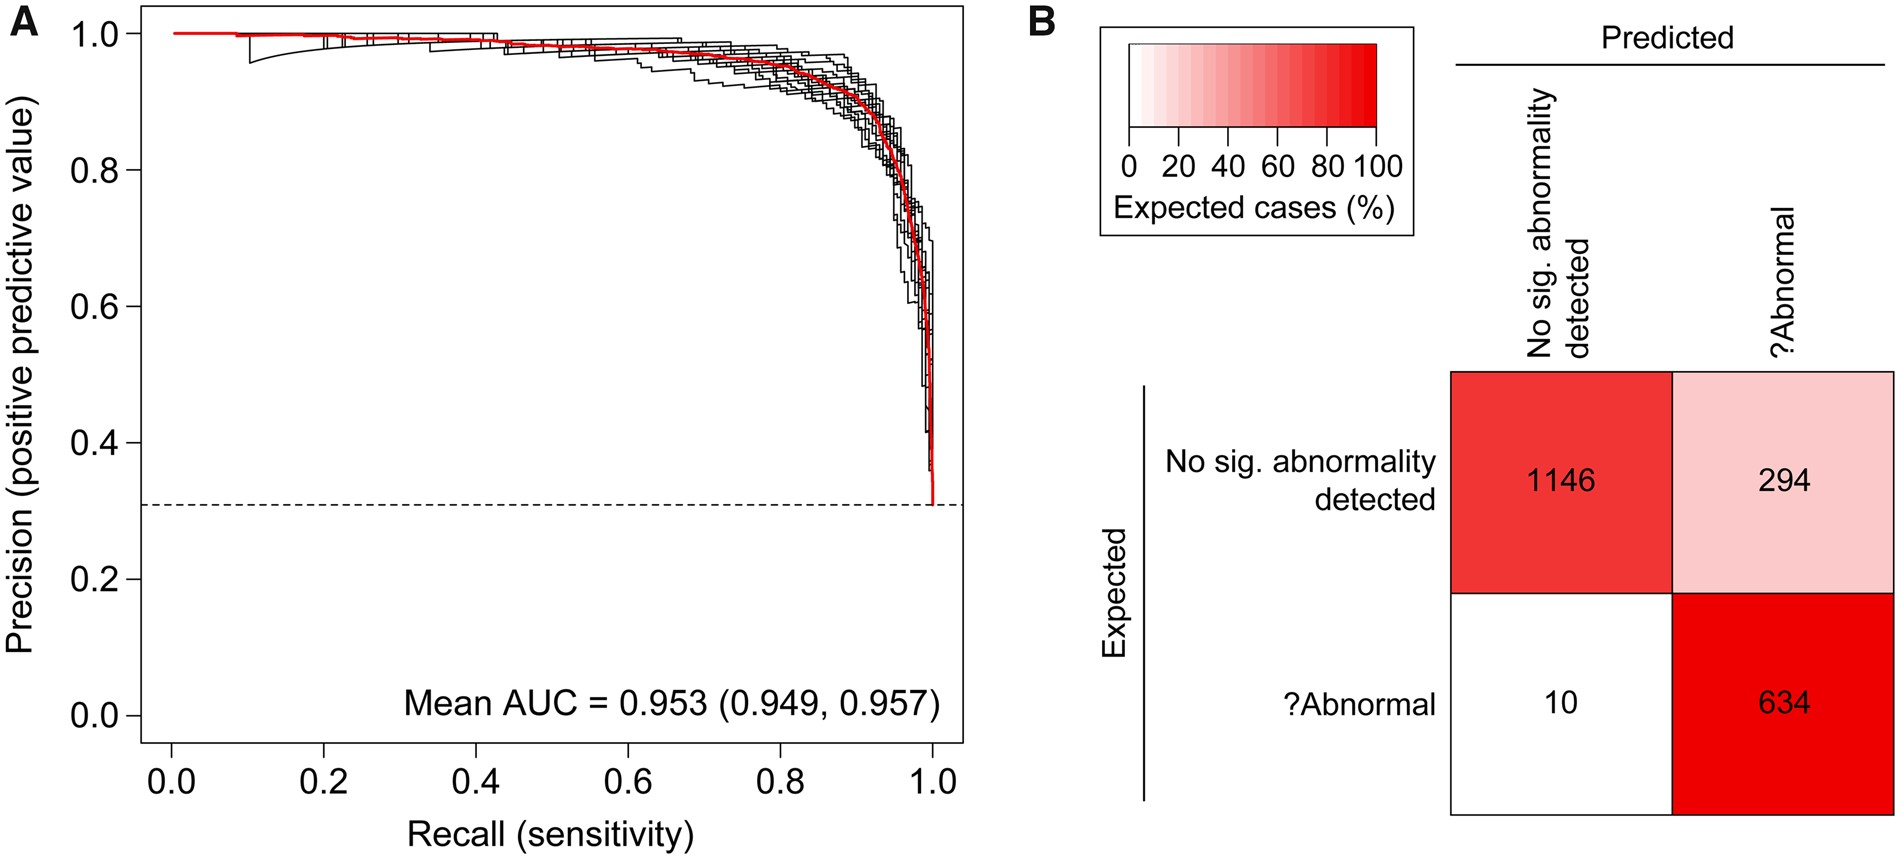 A
Precision (positive predictive value)
1.0
0.8
0.6
0.4
0.2
0.0
Mean AUC = 0.953 (0.949, 0.957)
0.0 0.2 0.4 0.6 0.8 1.0
Recall (sensitivity)
B
0 20 40 60 80 100
Expected cases (%)
Predicted
No sig. abnormality
detected
?Abnormal
Expected
No sig. abnormality
detected
1146 294
?Abnormal
10 634